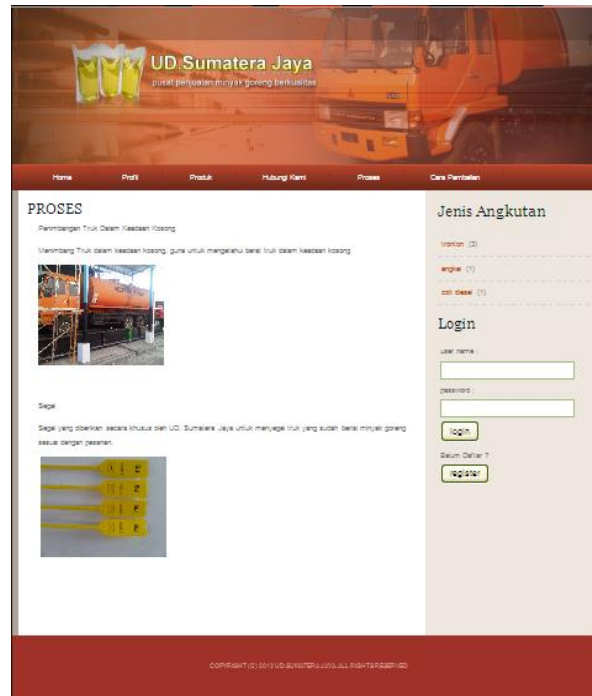 UD.Sumatera Jaya
pusat penjualan minyak goreng berkualitas
Home Profil Produk Hubungi Kami Proses Cara Pembelian
PROSES
Penimbangan Truk Dalam Keadaan Kosong
Menimbang Truk dalam keadaan kosong, guna untuk mengetahui berat truk dalam keadaan kosong
Segel
Segel yang diberikan secara khusus oleh UD. Sumatera Jaya untuk menyegel truk yang sudah berisi minyak goreng
sesuai dengan pesanan.
Jenis Angkutan
tronton (3)
engkel (1)
colt diesel (1)
Login
user name :
password :
login
Belum Daftar ?
register
COPYRIGHT (C) 2013 UD.SUMATERA JAYA. ALL RIGHTS RESERVED